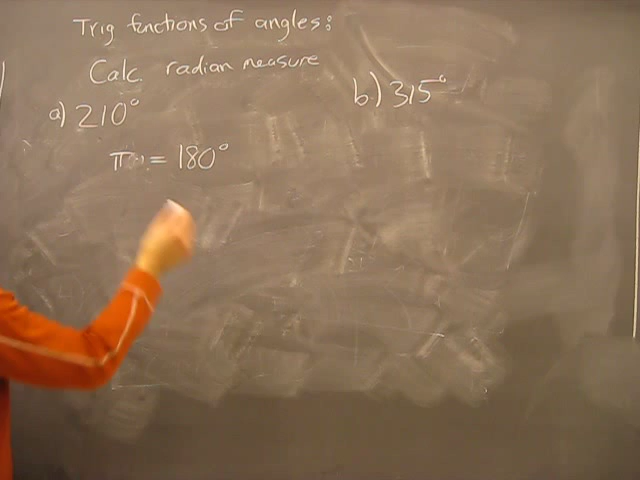 Trig functions of angles:
Calc. radian measure
a) 210°
b.) 315°
π = 180°